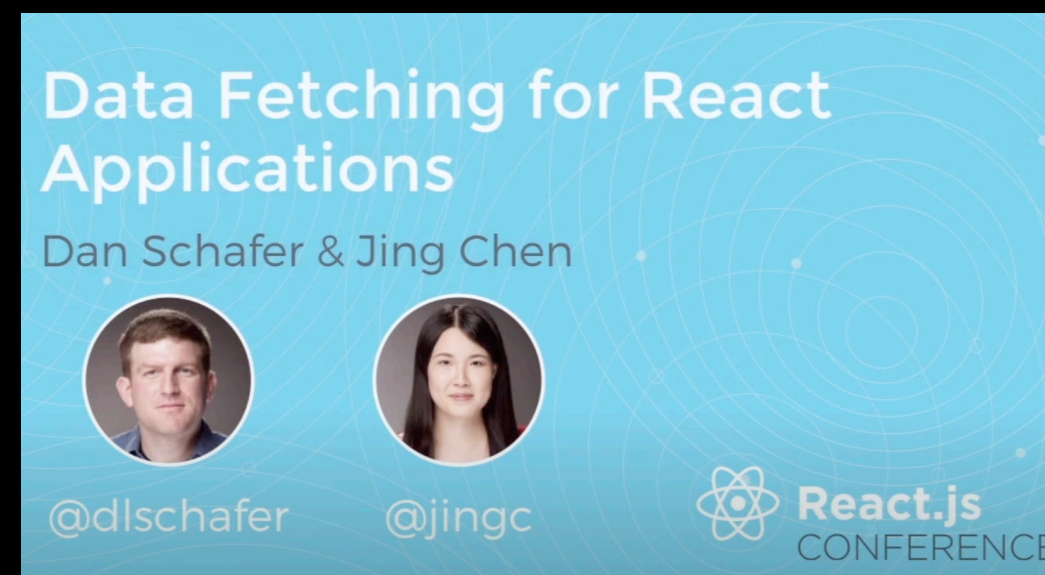 Data Fetching for React
Applications
Dan Schafer & Jing Chen
@dlschafer @jingc
React.js
CONFERENCE